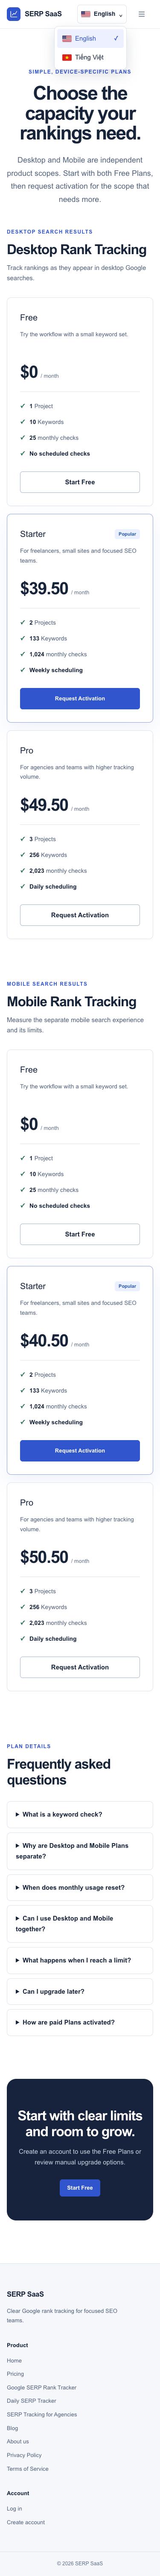 SERP SaaS
English
English
Tiếng Việt
SIMPLE, DEVICE-SPECIFIC PLANS
Choose the
capacity your
rankings need.
Desktop and Mobile are independent
product scopes. Start with both Free Plans,
then request activation for the scope that
needs more.
DESKTOP SEARCH RESULTS
Desktop Rank Tracking
Track rankings as they appear in desktop Google
searches.
Free
Try the workflow with a small keyword set.
$0 / month
✓ 1 Project
✓ 10 Keywords
✓ 25 monthly checks
✓ No scheduled checks
Start Free
Starter
Popular
For freelancers, small sites and focused SEO
teams.
$39.50 / month
✓ 2 Projects
✓ 133 Keywords
✓ 1,024 monthly checks
✓ Weekly scheduling
Request Activation
Pro
For agencies and teams with higher tracking
volume.
$49.50 / month
✓ 3 Projects
✓ 256 Keywords
✓ 2,023 monthly checks
✓ Daily scheduling
Request Activation
MOBILE SEARCH RESULTS
Mobile Rank Tracking
Measure the separate mobile search experience
and its limits.
Free
Try the workflow with a small keyword set.
$0 / month
✓ 1 Project
✓ 10 Keywords
✓ 25 monthly checks
✓ No scheduled checks
Start Free
Starter
Popular
For freelancers, small sites and focused SEO
teams.
$40.50 / month
✓ 2 Projects
✓ 133 Keywords
✓ 1,024 monthly checks
✓ Weekly scheduling
Request Activation
Pro
For agencies and teams with higher tracking
volume.
$50.50 / month
✓ 3 Projects
✓ 256 Keywords
✓ 2,023 monthly checks
✓ Daily scheduling
Request Activation
PLAN DETAILS
Frequently asked
questions
What is a keyword check?
Why are Desktop and Mobile Plans
separate?
When does monthly usage reset?
Can I use Desktop and Mobile
together?
What happens when I reach a limit?
Can I upgrade later?
How are paid Plans activated?
Start with clear limits
and room to grow.
Create an account to use the Free Plans or
review manual upgrade options.
Start Free
SERP SaaS
Clear Google rank tracking for focused SEO
teams.
Product
Home
Pricing
Google SERP Rank Tracker
Daily SERP Tracker
SERP Tracking for Agencies
Blog
About us
Privacy Policy
Terms of Service
Account
Log in
Create account
© 2026 SERP SaaS